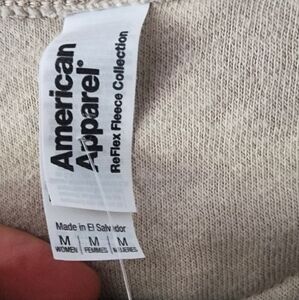 American
Apparel®
ReFlex Fleece Collection
Made in El Salvador
M | M | M
WOMEN | FEMMES | MUJERES